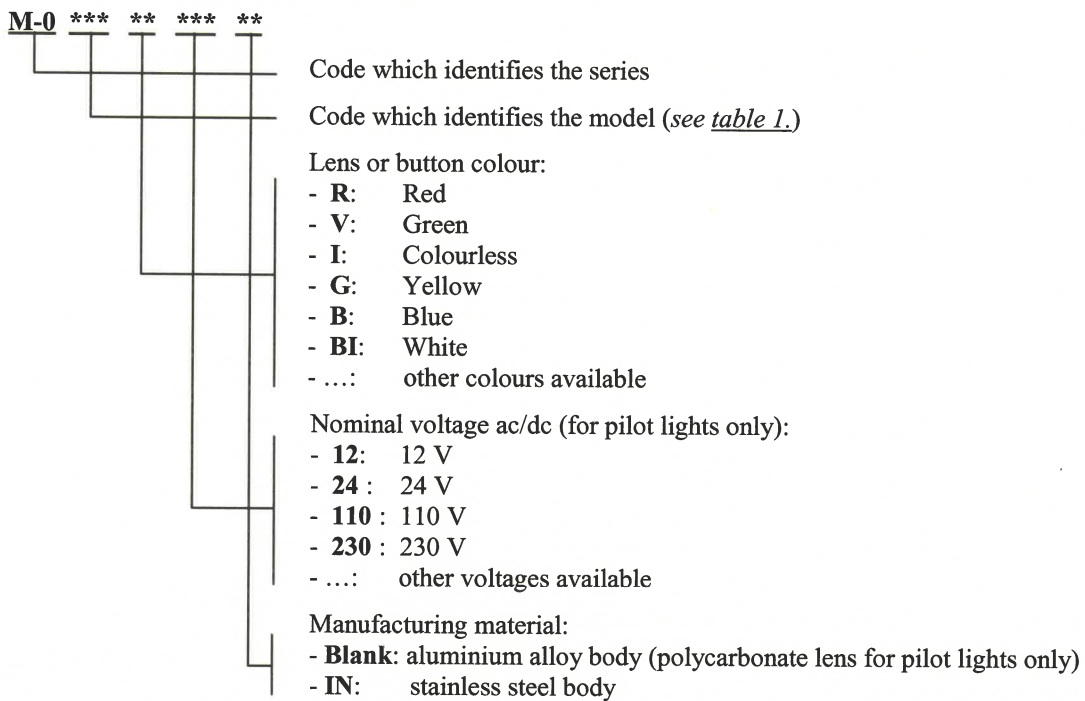 M-0 *** ** *** **
Code which identifies the series
Code which identifies the model (see table 1.)
Lens or button colour:
- R: Red
- V: Green
- I: Colourless
- G: Yellow
- B: Blue
- BI: White
- ...: other colours available
Nominal voltage ac/dc (for pilot lights only):
- 12: 12 V
- 24 : 24 V
- 110 : 110 V
- 230 : 230 V
- ...: other voltages available
Manufacturing material:
- Blank: aluminium alloy body (polycarbonate lens for pilot lights only)
- IN: stainless steel body